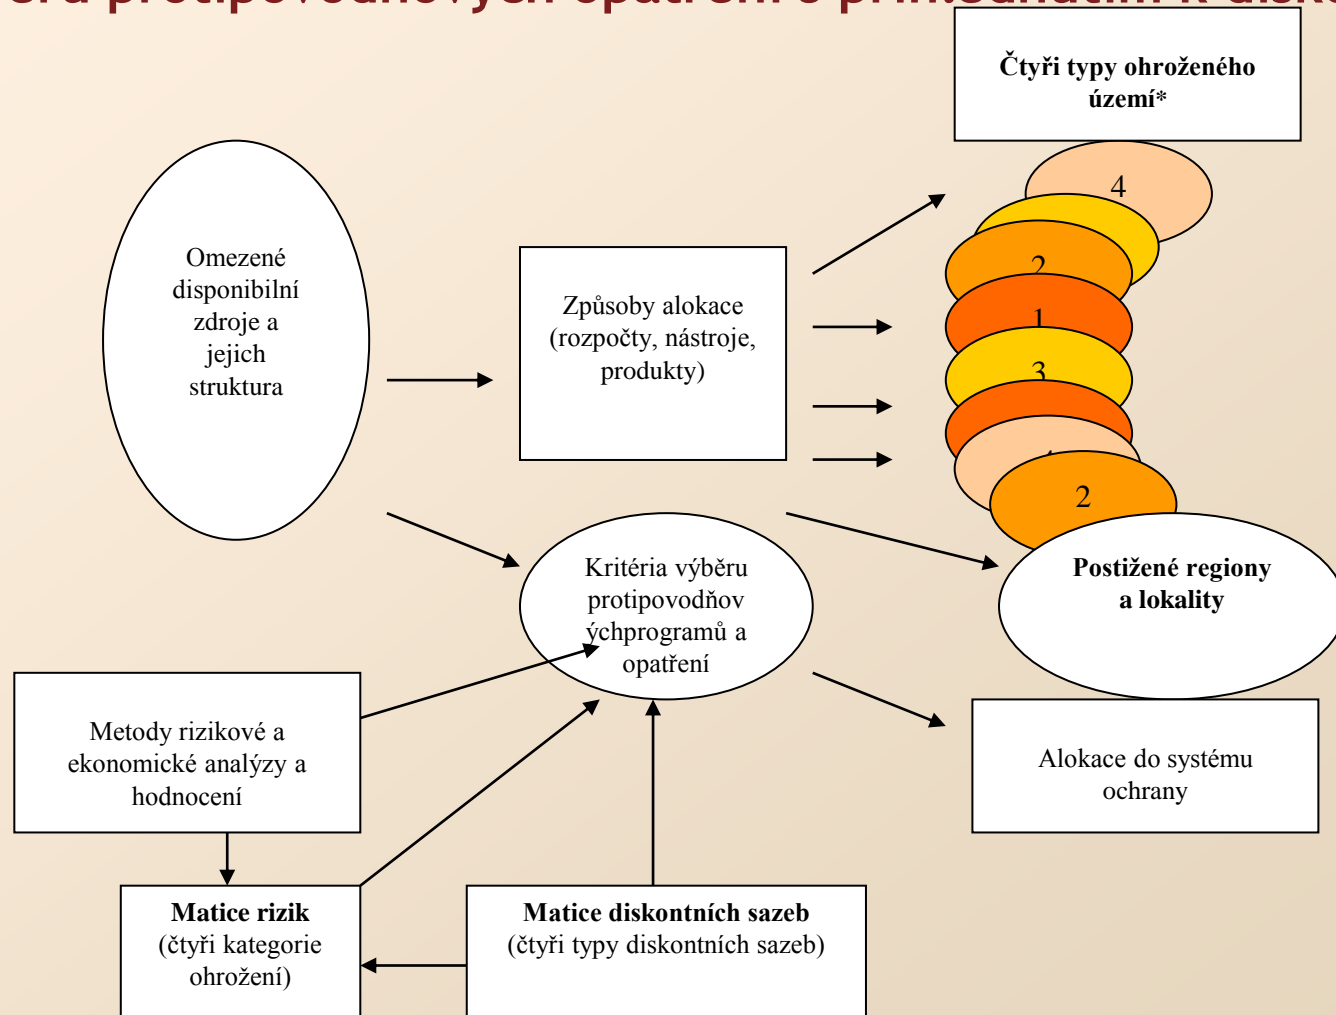 protipovodňových opatření s
Čtyři typy ohroženého
území*
4
2
1
3
2
Omezené
disponibilní
zdroje a
jejich
struktura
Způsoby alokace
(rozpočty, nástroje,
produkty)
Kritéria výběru
protipovodňov
ýchprogramů a
opatření
Postižené regiony
a lokality
Metody rizikové a
ekonomické analýzy a
hodnocení
Alokace do systému
ochrany
Matice rizik
(čtyři kategorie
ohrožení)
Matice diskontních sazeb
(čtyři typy diskontních sazeb)